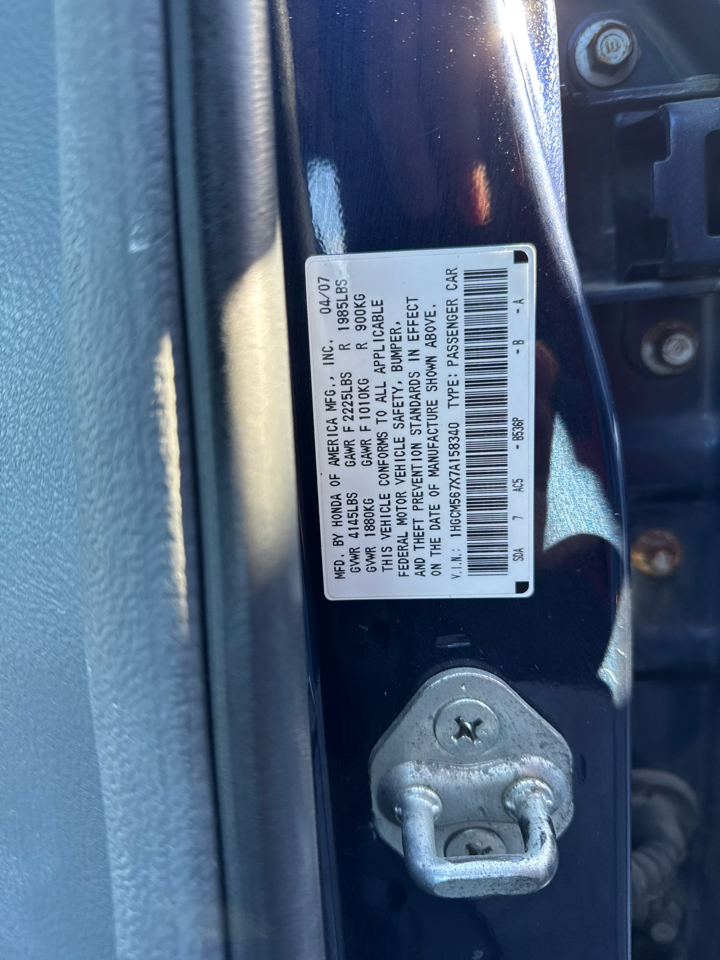 MFD. BY HONDA OF AMERICA MFG., INC. 04/07
GVWR 4145LBS GAWR F 2225LBS R 1985LBS
GVWR 1880KG GAWR F 1010KG R 900KG
THIS VEHICLE CONFORMS TO ALL APPLICABLE
FEDERAL MOTOR VEHICLE SAFETY, BUMPER,
AND THEFT PREVENTION STANDARDS IN EFFECT
ON THE DATE OF MANUFACTURE SHOWN ABOVE.
V.I.N.: 1HGCM567X7A158340 TYPE: PASSENGER CAR
SDA 7 AC5 - B536P - B - A